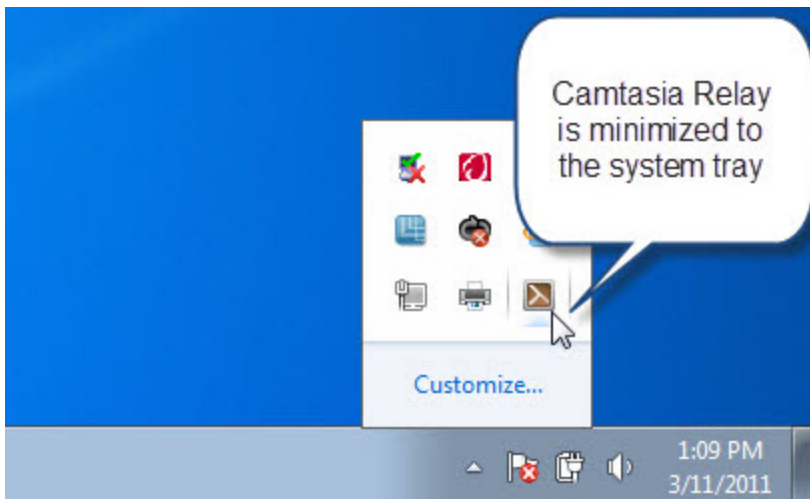 Camtasia Relay
is minimized to
the system tray
Customize...
1:09 PM
3/11/2011